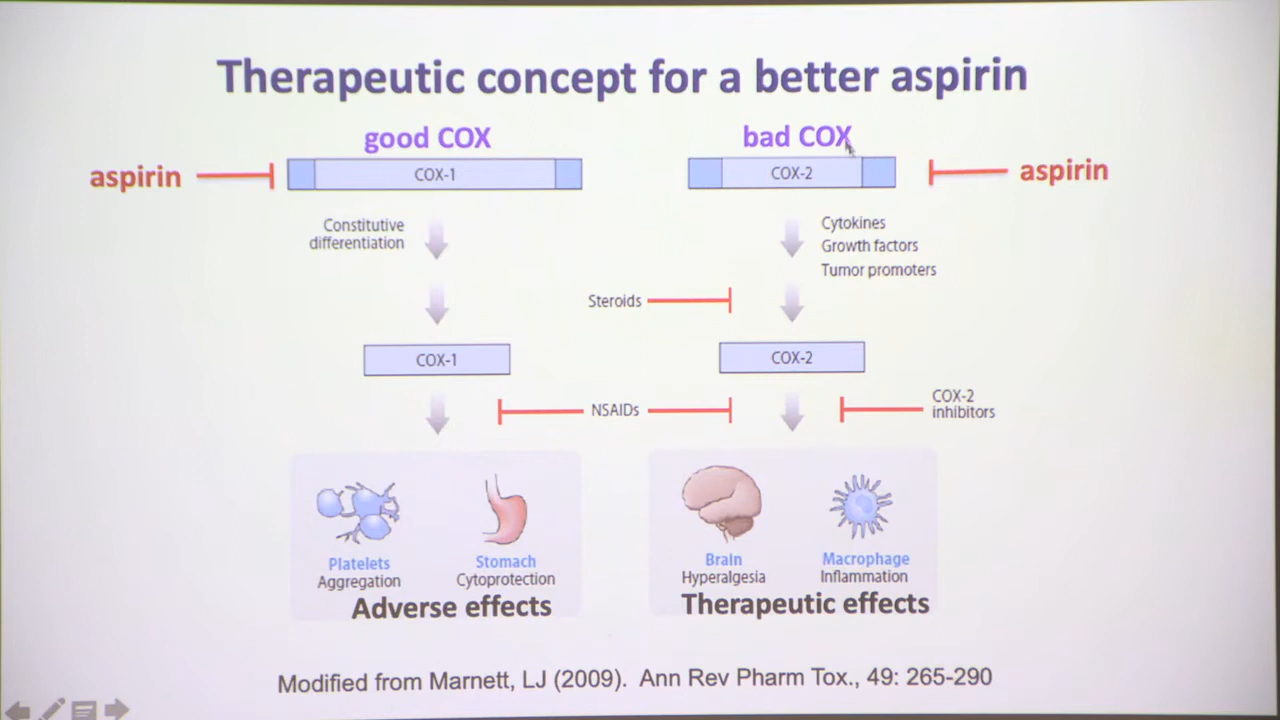 Therapeutic concept for a better aspirin
good COX
bad COX
aspirin
COX-1
COX-2
aspirin
Constitutive
differentiation
Cytokines
Growth factors
Tumor promoters
Steroids
COX-1
COX-2
NSAIDs
COX-2
inhibitors
Platelets
Aggregation
Stomach
Cytoprotection
Brain
Hyperalgesia
Macrophage
Inflammation
Adverse effects
Therapeutic effects
Modified from Marnett, LJ (2009). Ann Rev Pharm Tox., 49: 265-290